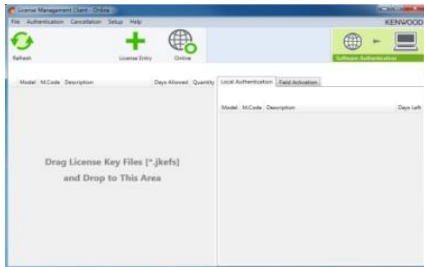 License Management Client - Online
File Authentication Cancellation Setup Help
KENWOOD
Refresh
License Entry
Online
Software Authentication
Model M.Code Description Days Allowed Quantity
Local Authentication Field Activation
Model M.Code Description Days Left
Drag License Key Files [*.jkefs]
and Drop to This Area